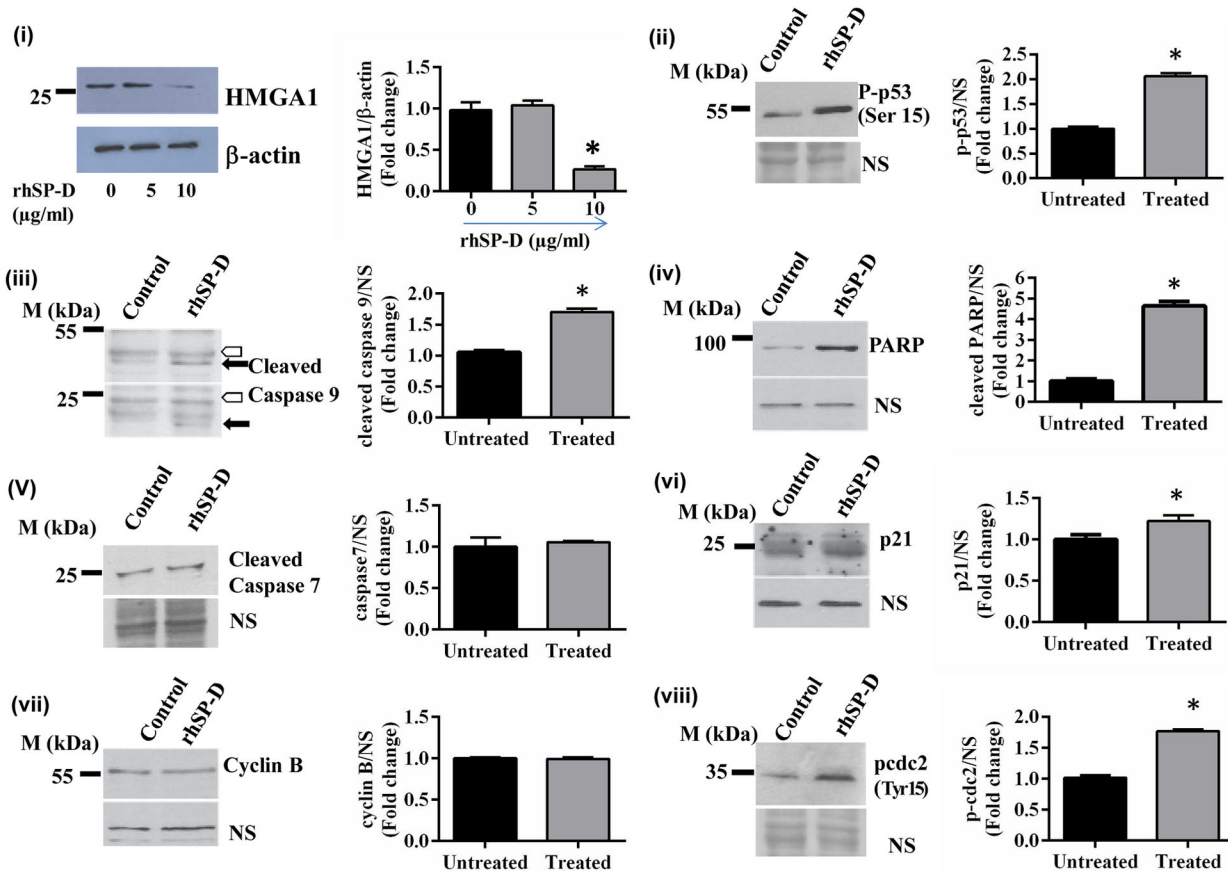 (i)
25
HMGA1
β-actin
rhSP-D
(µg/ml)
0 5 10
HMGA1/β-actin
(Fold change)
1.5
1.0
0.5
0.0
*
0 5 10
rhSP-D (µg/ml)
(ii)
Control
rhSP-D
M (kDa)
55
P-p53
(Ser 15)
NS
p-p53/NS
(Fold change)
2.5
2.0
1.5
1.0
0.5
0.0
*
Untreated Treated
(iii)
Control
rhSP-D
M (kDa)
55
Cleaved
25
Caspase 9
cleaved caspase 9/NS
(Fold change)
2.0
1.5
1.0
0.5
0.0
*
Untreated Treated
(iv)
Control
rhSP-D
M (kDa)
100
PARP
NS
cleaved PARP/NS
(Fold change)
6
5
4
3
2
1
0
*
Untreated Treated
(V)
Control
rhSP-D
M (kDa)
25
Cleaved
Caspase 7
NS
caspase7/NS
(Fold change)
1.5
1.0
0.5
0.0
Untreated Treated
(vi)
Control
rhSP-D
M (kDa)
25
p21
NS
p21/NS
(Fold change)
1.5
1.0
0.5
0.0
*
Untreated Treated
(vii)
Control
rhSP-D
M (kDa)
55
Cyclin B
NS
cyclin B/NS
(Fold change)
1.5
1.0
0.5
0.0
Untreated Treated
(viii)
Control
rhSP-D
M (kDa)
35
pcdc2
(Tyr15)
NS
p-cdc2/NS
(Fold change)
2.0
1.5
1.0
0.5
0.0
*
Untreated Treated